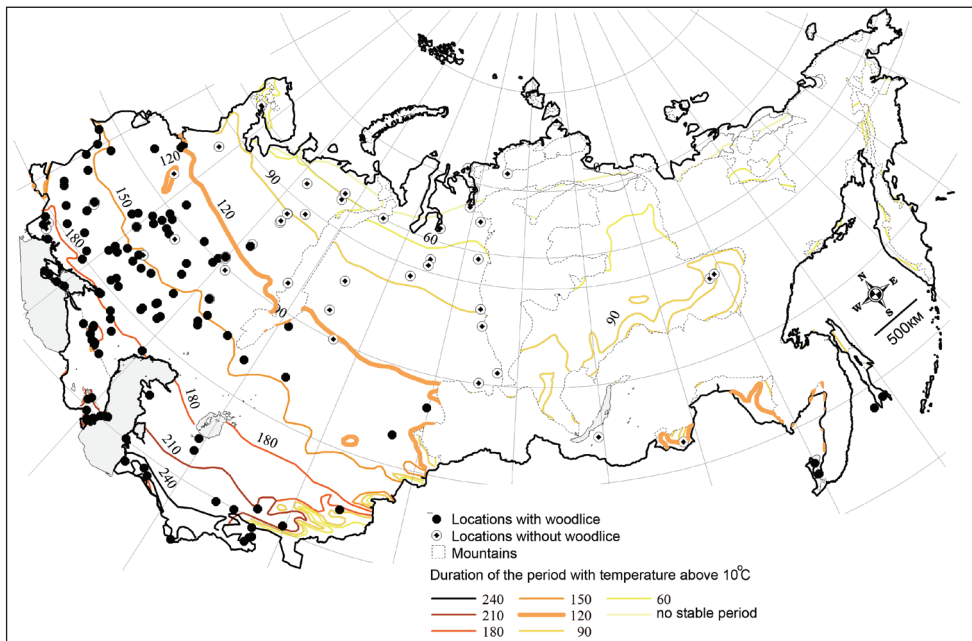 120
90
150
120
180
60
90
90
180
210
180
240
N
E
W
S
500км
Locations with woodlice
Locations without woodlice
Mountains
Duration of the period with temperature above 10°C
240 150 60
210 120 no stable period
180 90